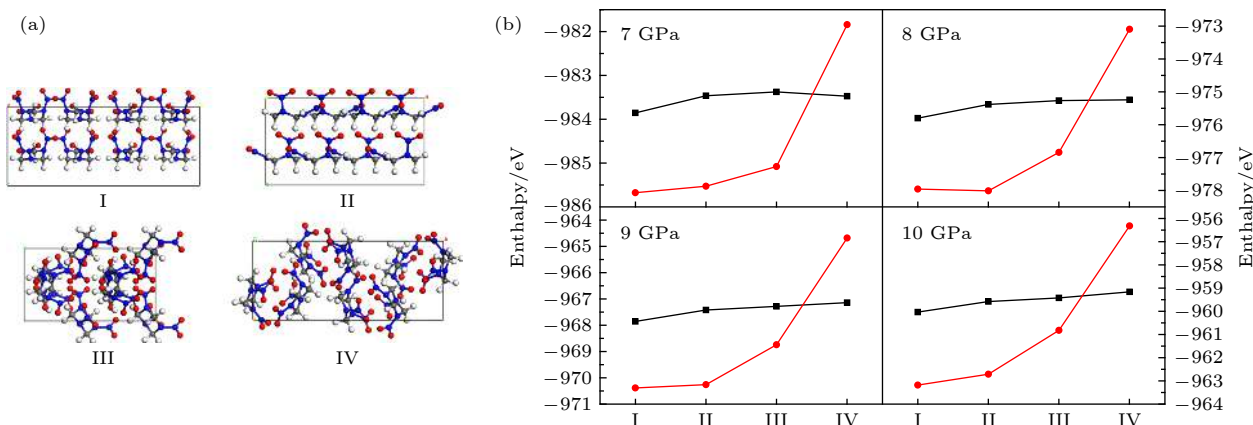 (a)
I
II
III
IV
(b)
Enthalpy/eV
−982
−983
−984
−985
−986
7 GPa
8 GPa
−973
−974
−975
−976
−977
−978
Enthalpy/eV
−964
−965
−966
−967
−968
−969
−970
−971
9 GPa
10 GPa
−956
−957
−958
−959
−960
−961
−962
−963
−964
I II III IV I II III IV